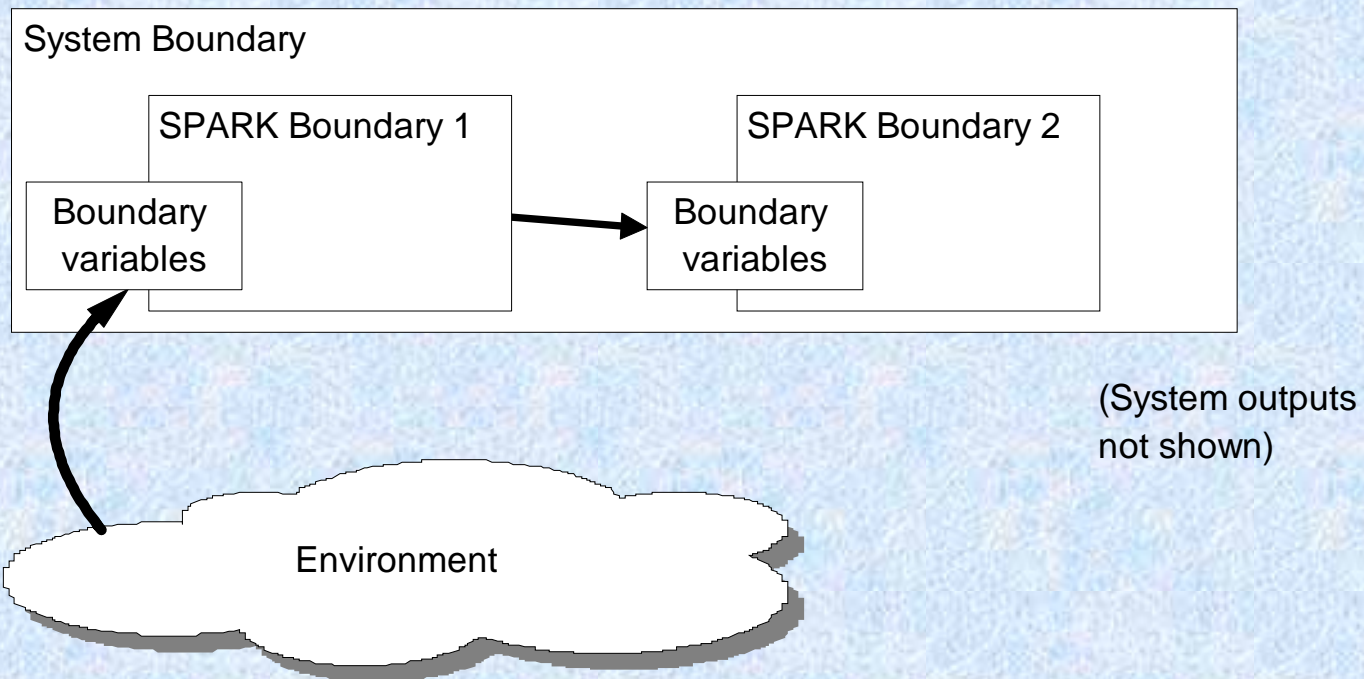 System Boundary
SPARK Boundary 1
SPARK Boundary 2
Boundary
variables
Boundary
variables
(System outputs
not shown)
Environment